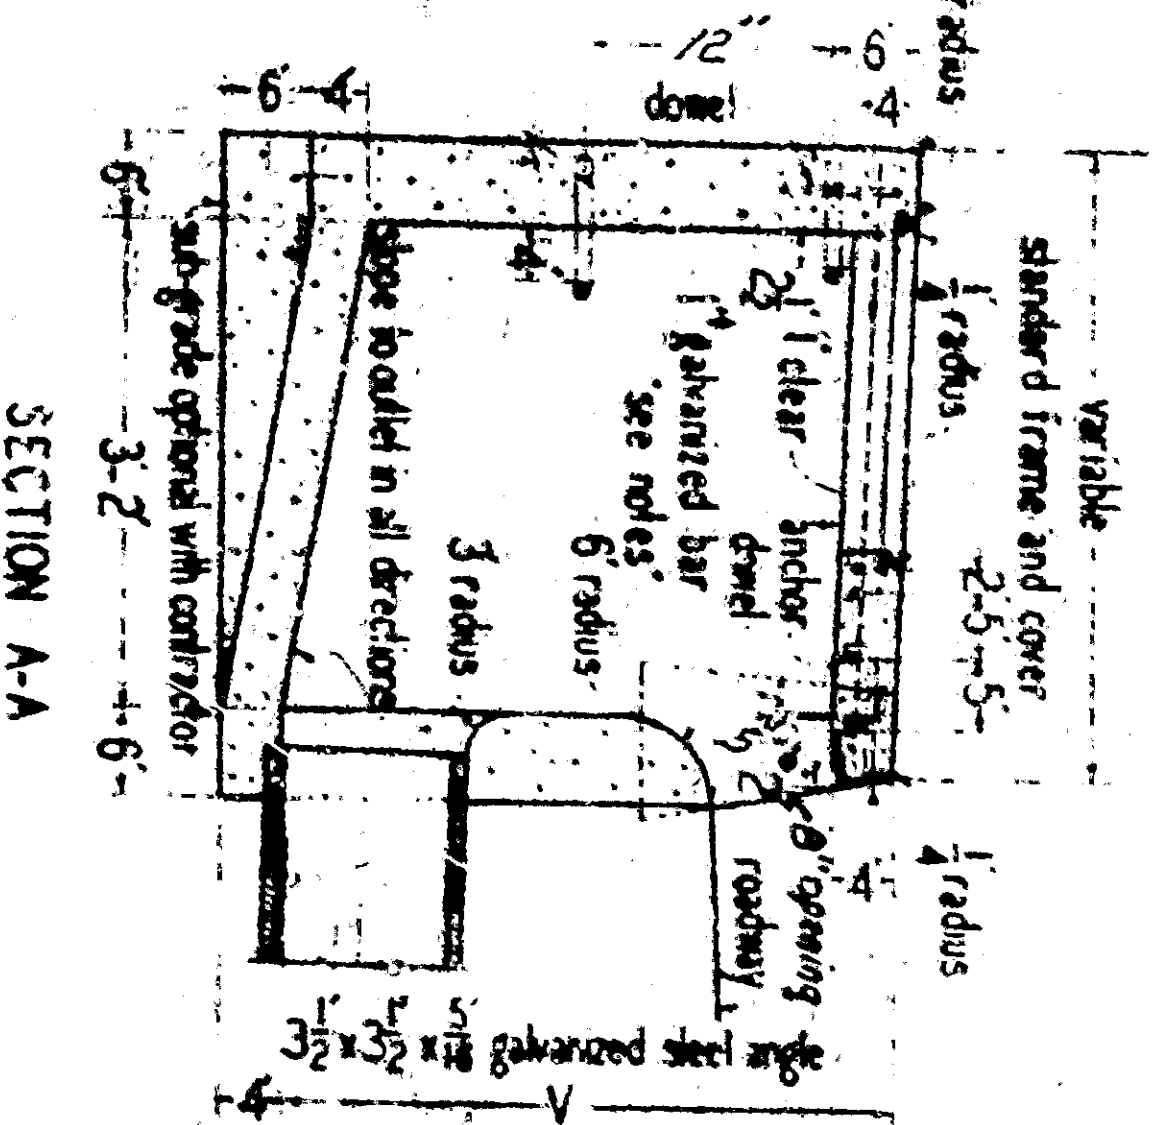 variable
standard frame and cover
2'-5" 5"
1/4" radius
1/4" radius
radius
12"
6"
4"
dowel
6" 4"
1" clear
anchor
dowel
galvanized bar
"see notes"
6" radius
3" radius
slope to outlet in all directions
sub-grade optional with contractor
6" 3'-2" 6"
8" opening
4"
roadway
3 1/2" x 3 1/2" x 5/16" galvanized steel angle
4" V
SECTION A-A